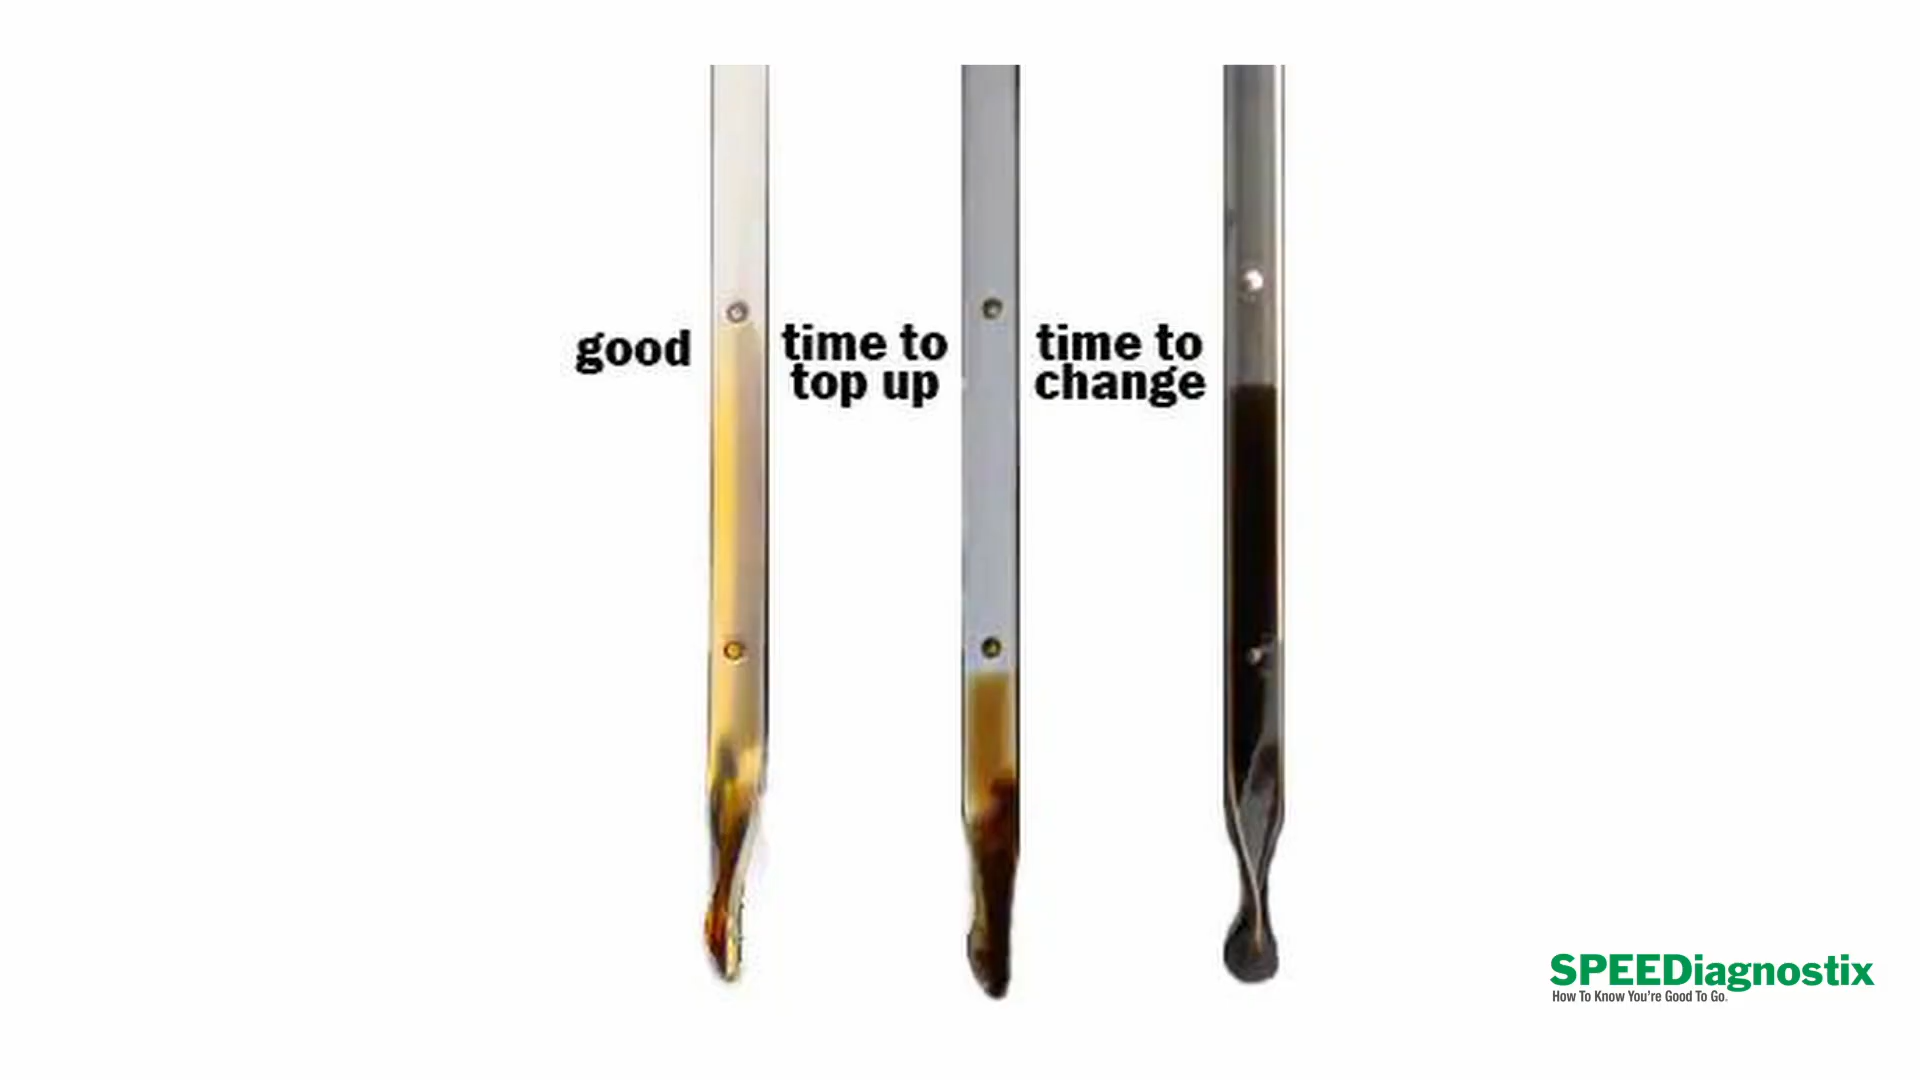 good
time to
top up
time to
change
SPEEDiagnostix
How To Know You're Good To Go.